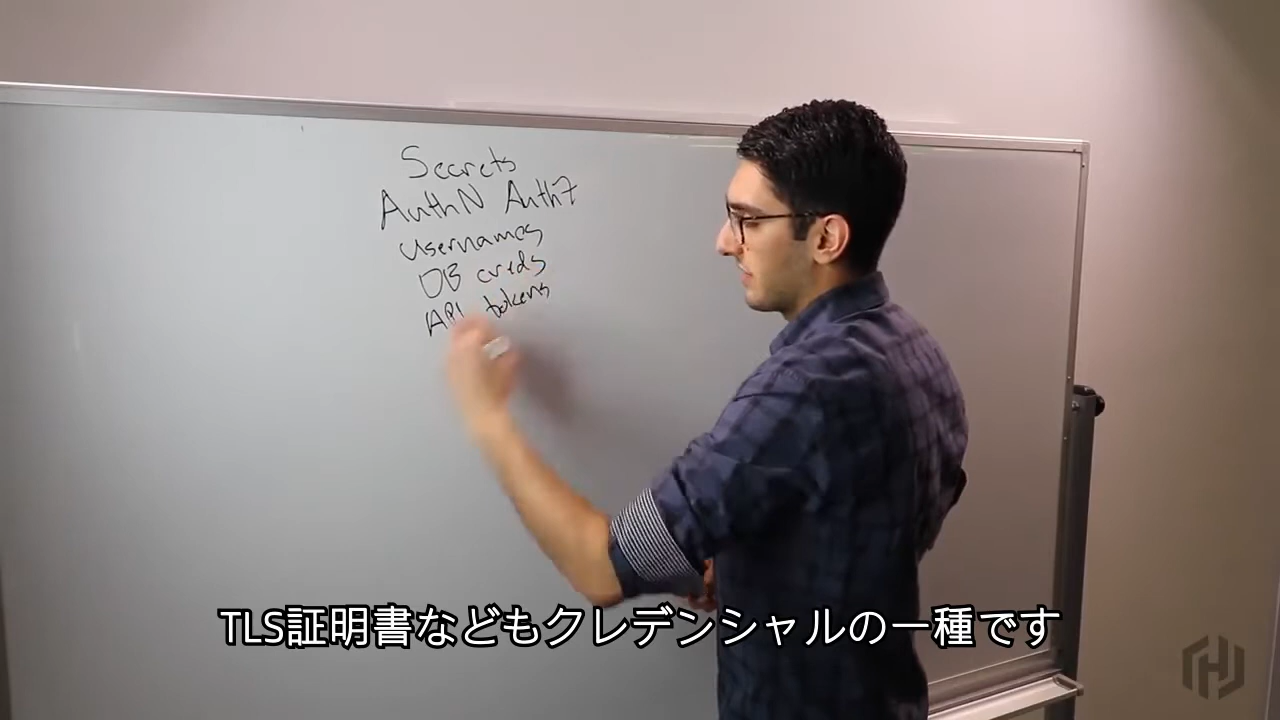 Secrets
AuthN AuthZ
Usernames
DB creds
API tokens
TLS証明書などもクレデンシャルの一種です